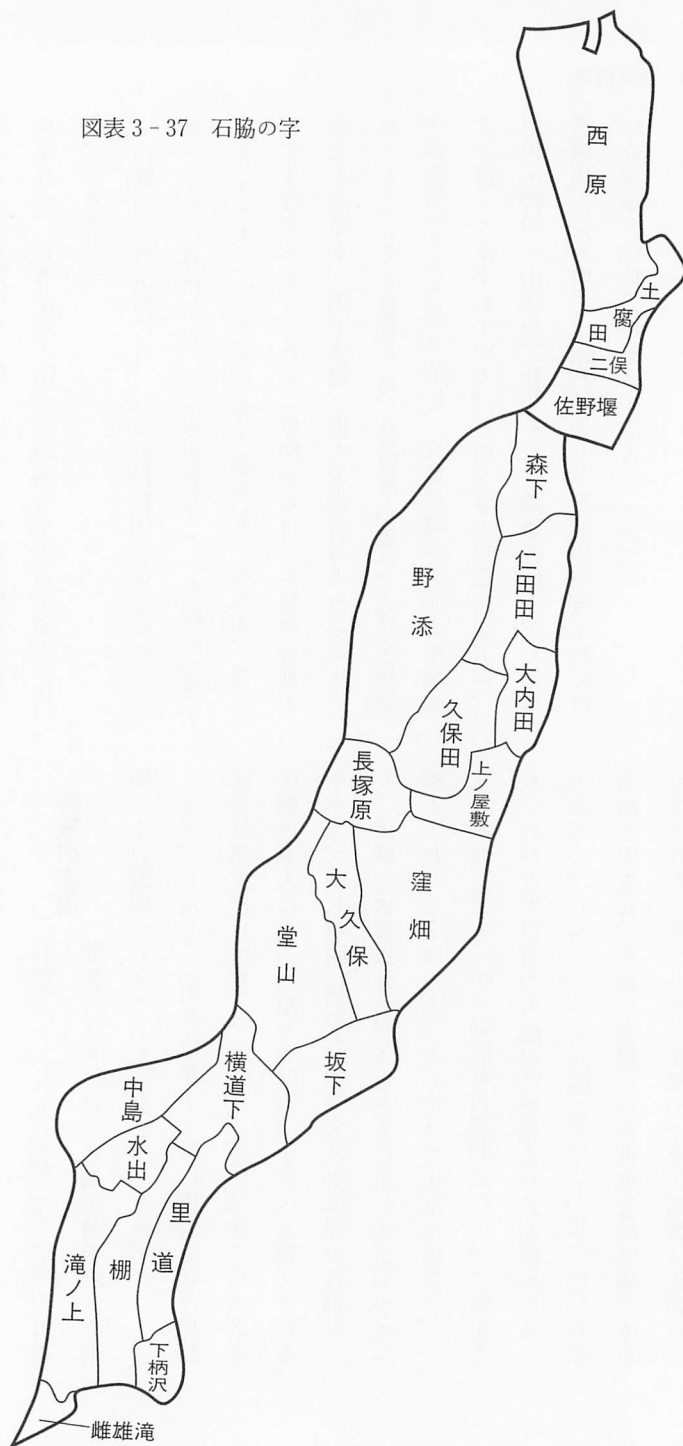 図表3-37 石脇の字
西原
土腐田
二俣
佐野堰
森下
野添
仁田田
大内田
久保田
上ノ屋敷
長塚原
大久保
窪畑
堂山
坂下
横道下
中島
水出
里道
棚
滝ノ上
下柄沢
雌雄滝